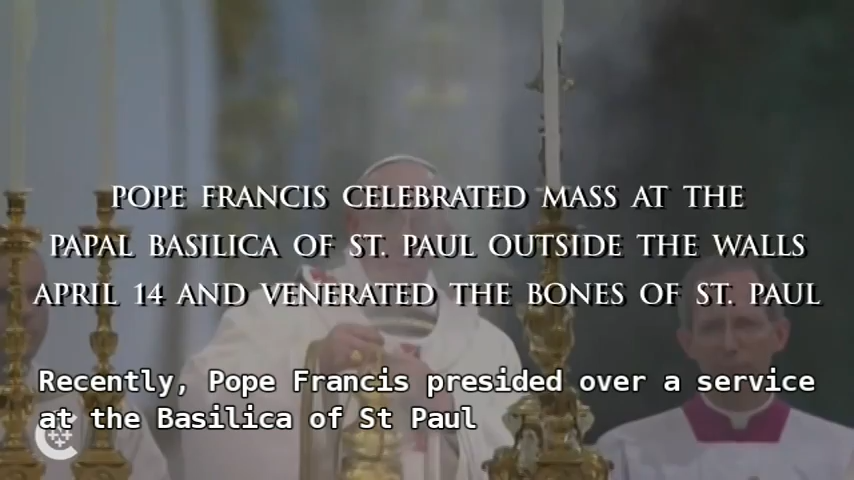 POPE FRANCIS CELEBRATED MASS AT THE
PAPAL BASILICA OF ST. PAUL OUTSIDE THE WALLS
APRIL 14 AND VENERATED THE BONES OF ST. PAUL
Recently, Pope Francis presided over a service
at the Basilica of St Paul